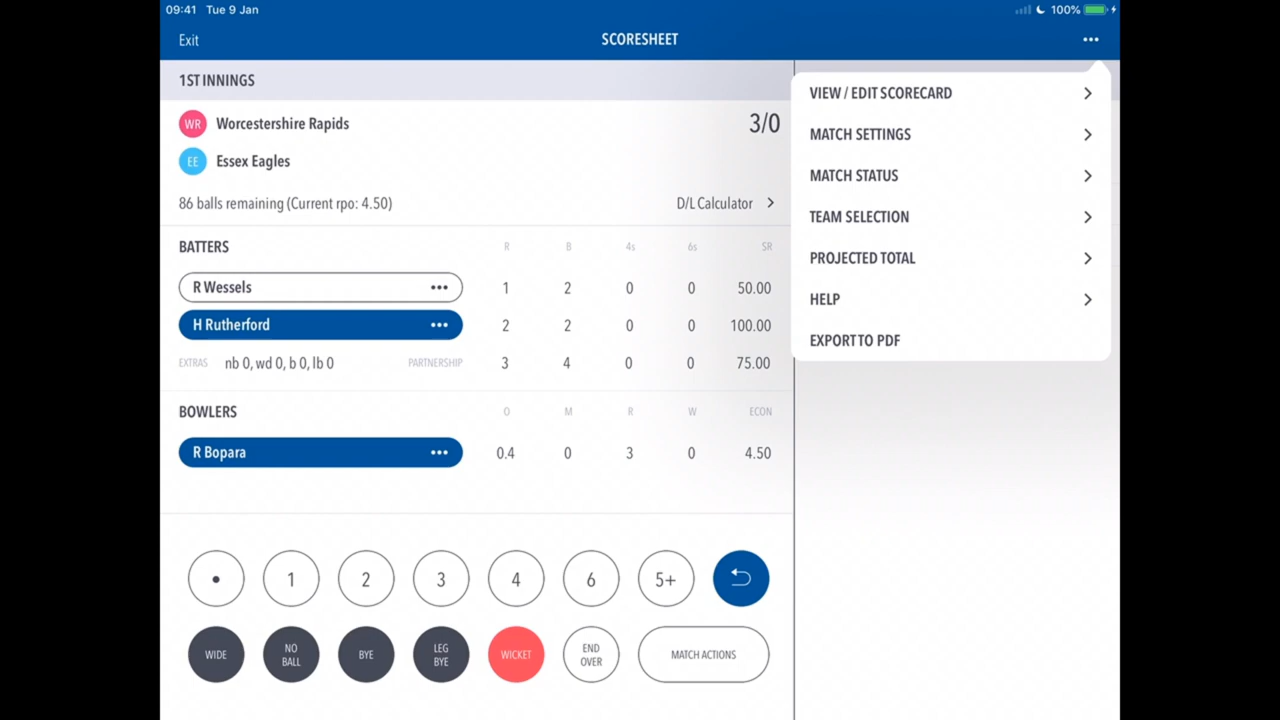 09:41 Tue 9 Jan 100%
Exit SCORESHEET •••
1ST INNINGS
WR Worcestershire Rapids 3/0
EE Essex Eagles
86 balls remaining (Current rpo: 4.50) D/L Calculator >
BATTERS R B 4s 6s SR
R Wessels ••• 1 2 0 0 50.00
H Rutherford ••• 2 2 0 0 100.00
EXTRAS nb 0, wd 0, b 0, lb 0 PARTNERSHIP 3 4 0 0 75.00
BOWLERS O M R W ECON
R Bopara ••• 0.4 0 3 0 4.50
• 1 2 3 4 6 5+
WIDE NO BALL BYE LEG BYE WICKET END OVER MATCH ACTIONS
VIEW / EDIT SCORECARD >
MATCH SETTINGS >
MATCH STATUS >
TEAM SELECTION >
PROJECTED TOTAL >
HELP >
EXPORT TO PDF